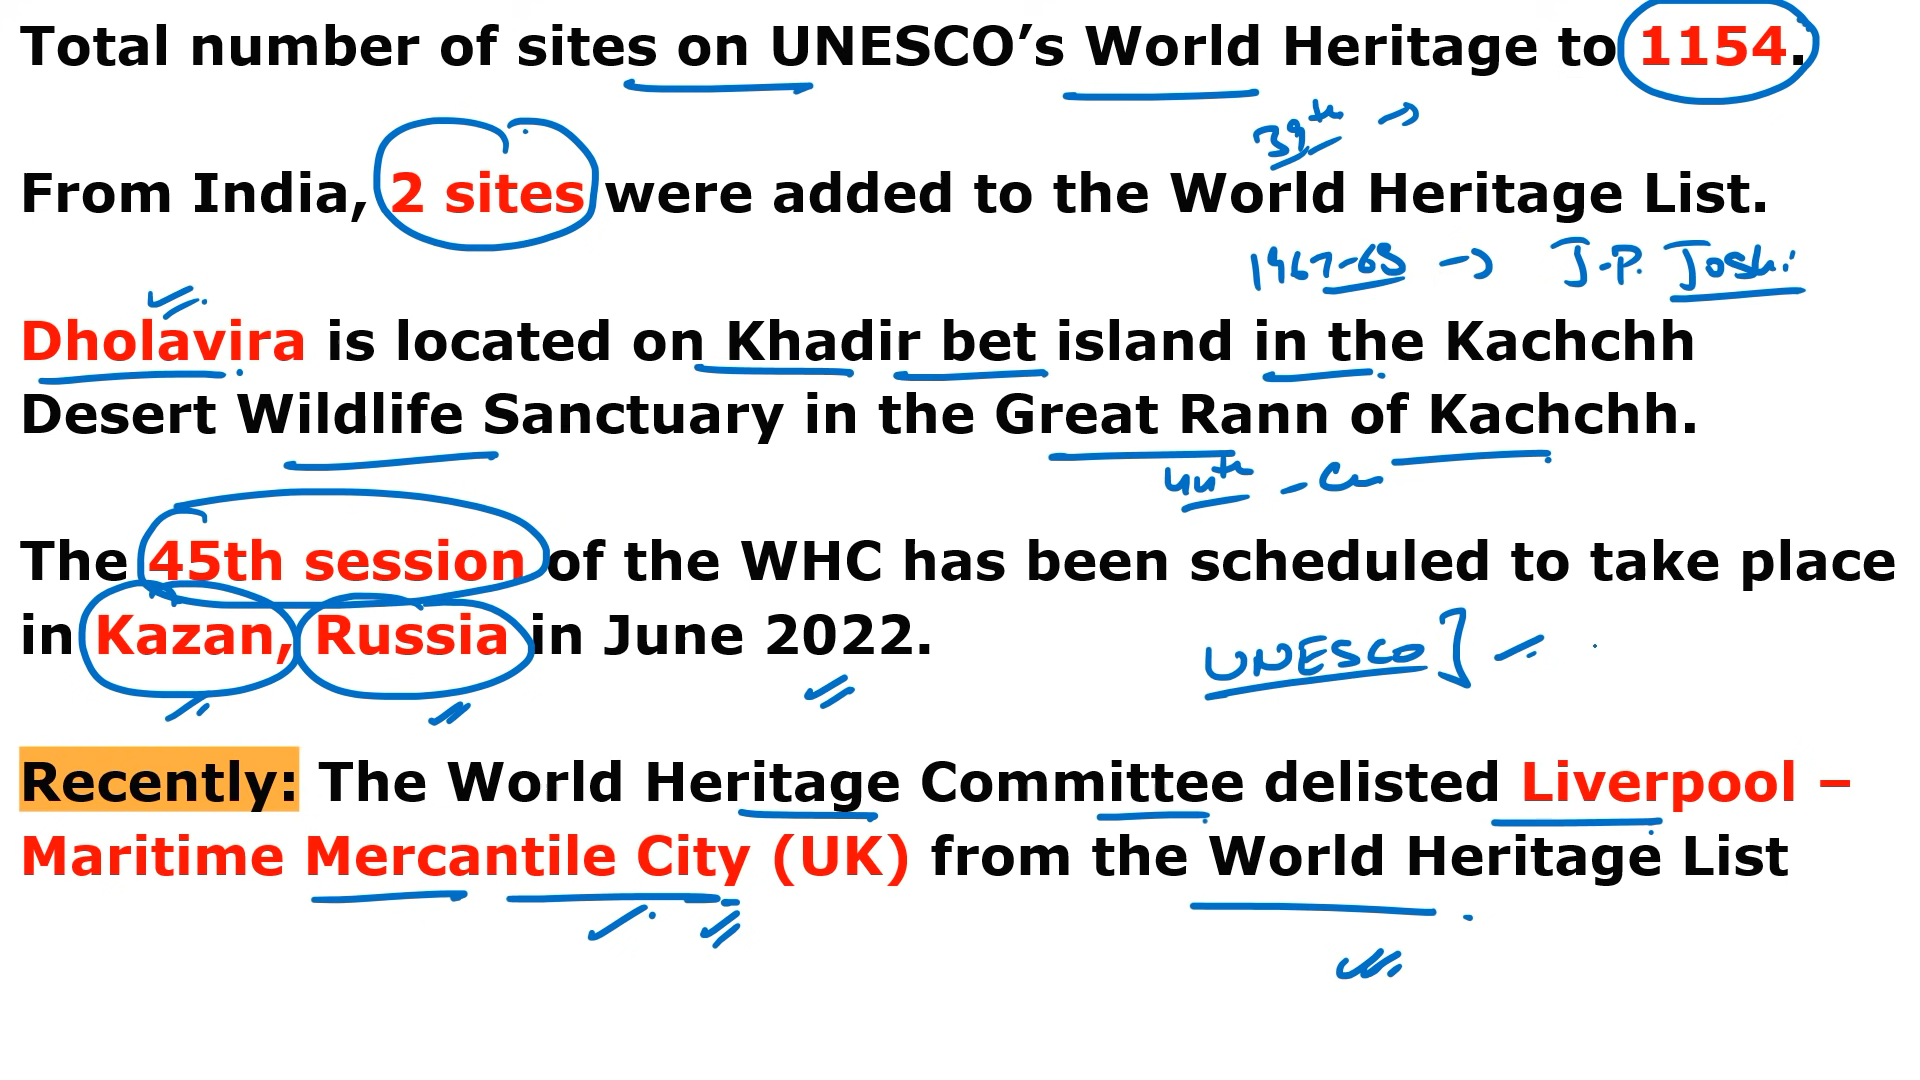 Total number of sites on UNESCO’s World Heritage to 1154.
39th →
From India, 2 sites were added to the World Heritage List.
1967-68 → J.P. Joshi
Dholavira is located on Khadir bet island in the Kachchh
Desert Wildlife Sanctuary in the Great Rann of Kachchh.
44th -
The 45th session of the WHC has been scheduled to take place
in Kazan, Russia in June 2022.
UNESCO]
Recently: The World Heritage Committee delisted Liverpool –
Maritime Mercantile City (UK) from the World Heritage List